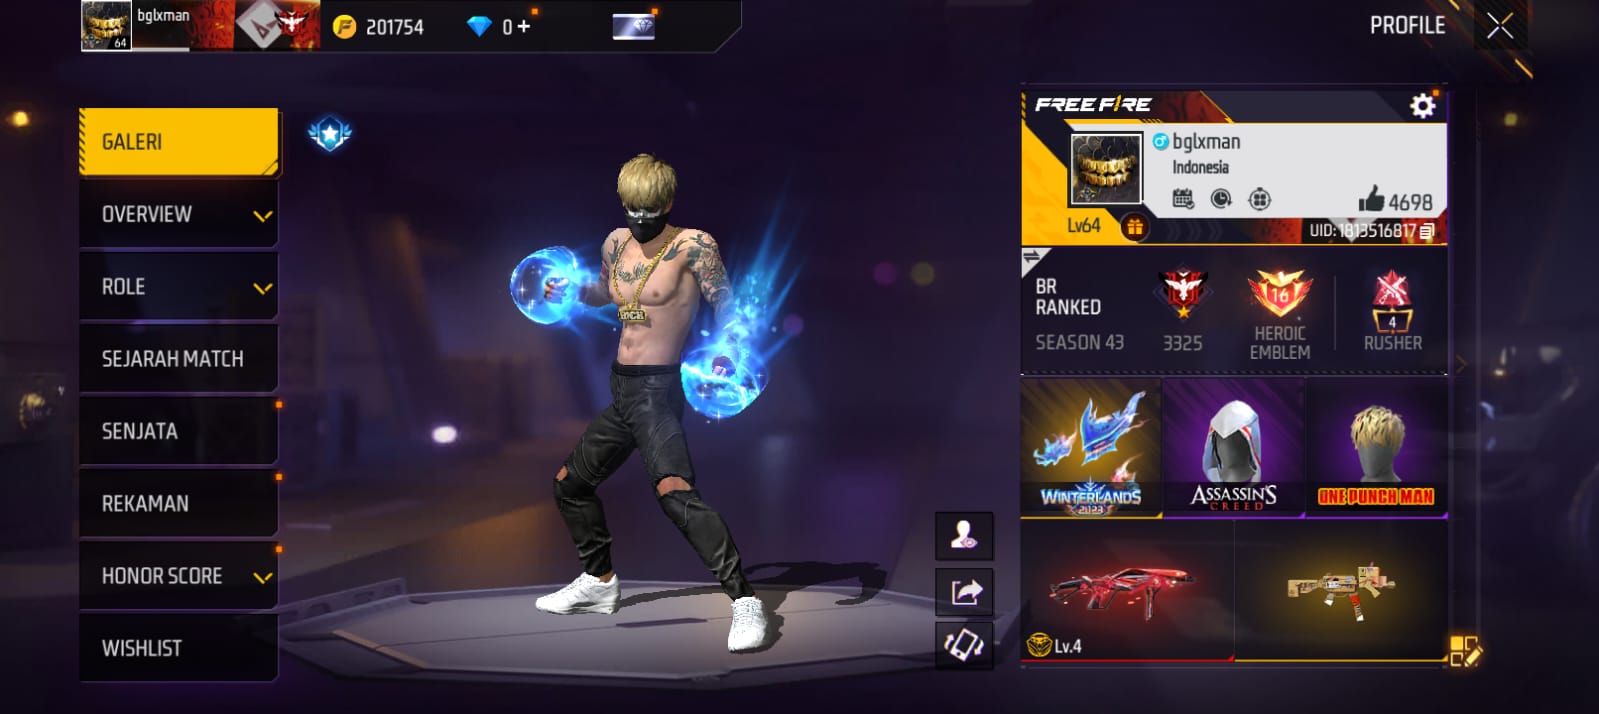 bglxman
64
201754
0 +
PROFILE
GALERI
OVERVIEW
ROLE
SEJARAH MATCH
SENJATA
REKAMAN
HONOR SCORE
WISHLIST
RICH
FREE FIRE
bglxman
Indonesia
4698
Lv64
UID: 1813516817
BR
RANKED
SEASON 43
3325
16
HEROIC
EMBLEM
4
RUSHER
WINTERLANDS
2023
ASSASSIN'S
CREED
ONE PUNCH MAN
Lv.4